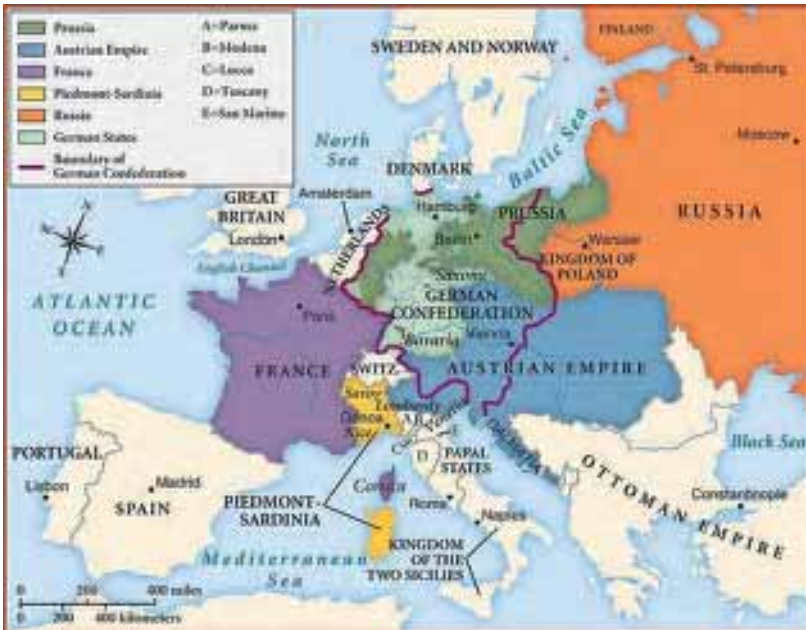 Prussia
Austrian Empire
France
Piedmont-Sardinia
Russia
German States
Boundary of
German Confederation
A=Parma
B=Modena
C=Lucca
D=Tuscany
E=San Marino
SWEDEN AND NORWAY
FINLAND
St. Petersburg
Moscow
North
Sea
Baltic Sea
DENMARK
GREAT
BRITAIN
Amsterdam
Hamburg
PRUSSIA
RUSSIA
London
NETHERLANDS
Berlin
Warsaw
KINGDOM OF
POLAND
English Channel
Saxony
ATLANTIC
OCEAN
Paris
GERMAN
CONFEDERATION
Bavaria
Vienna
FRANCE
SWITZ.
AUSTRIAN EMPIRE
Savoy
Lombardy
Genoa
Nice
A
D
PAPAL
STATES
Black Sea
PORTUGAL
Lisbon
Madrid
SPAIN
PIEDMONT-
SARDINIA
Corsica
Rome
Naples
OTTOMAN EMPIRE
Constantinople
KINGDOM
OF THE
TWO SICILIES
Mediterranean
Sea
0 200 400 miles
0 200 400 kilometers
N
E
S
W